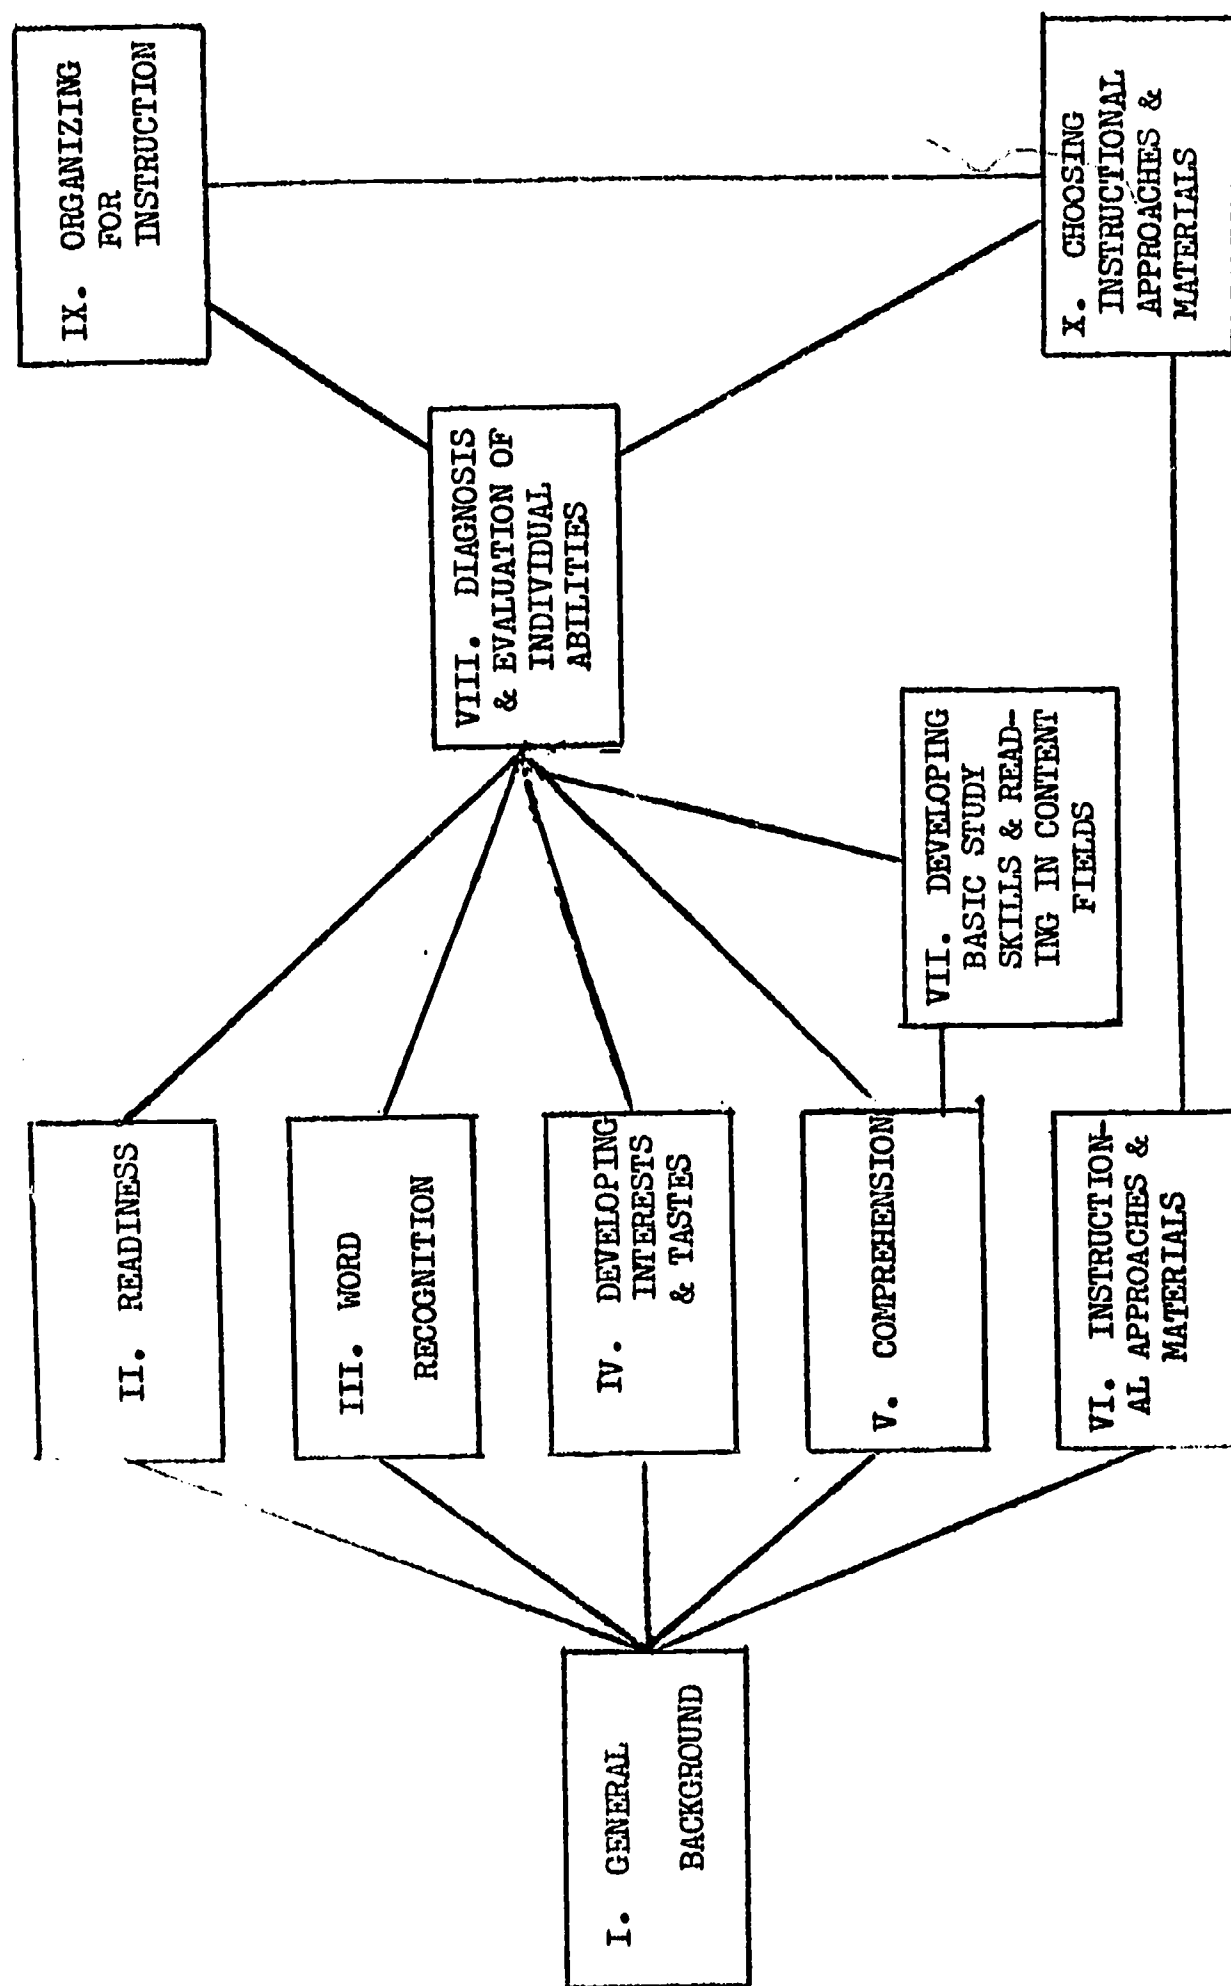 I. GENERAL
BACKGROUND
II. READINESS
III. WORD
RECOGNITION
IV. DEVELOPING
INTERESTS
& TASTES
V. COMPREHENSION
VI. INSTRUCTION-
AL APPROACHES &
MATERIALS
VII. DEVELOPING
BASIC STUDY
SKILLS & READ-
ING IN CONTENT
FIELDS
VIII. DIAGNOSIS
& EVALUATION OF
INDIVIDUAL
ABILITIES
IX. ORGANIZING
FOR
INSTRUCTION
X. CHOOSING
INSTRUCTIONAL
APPROACHES &
MATERIALS